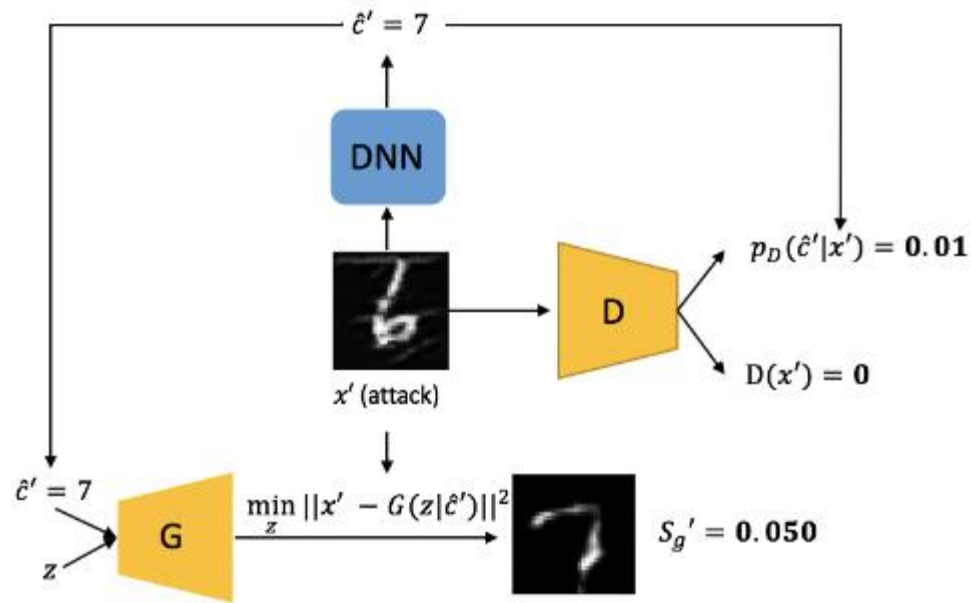 ĉ′ = 7
DNN
p_D(ĉ′|x′) = 0.01
D
D(x′) = 0
x′ (attack)
ĉ′ = 7
min_z ||x′ − G(z|ĉ′)||²
S_g′ = 0.050
G
z